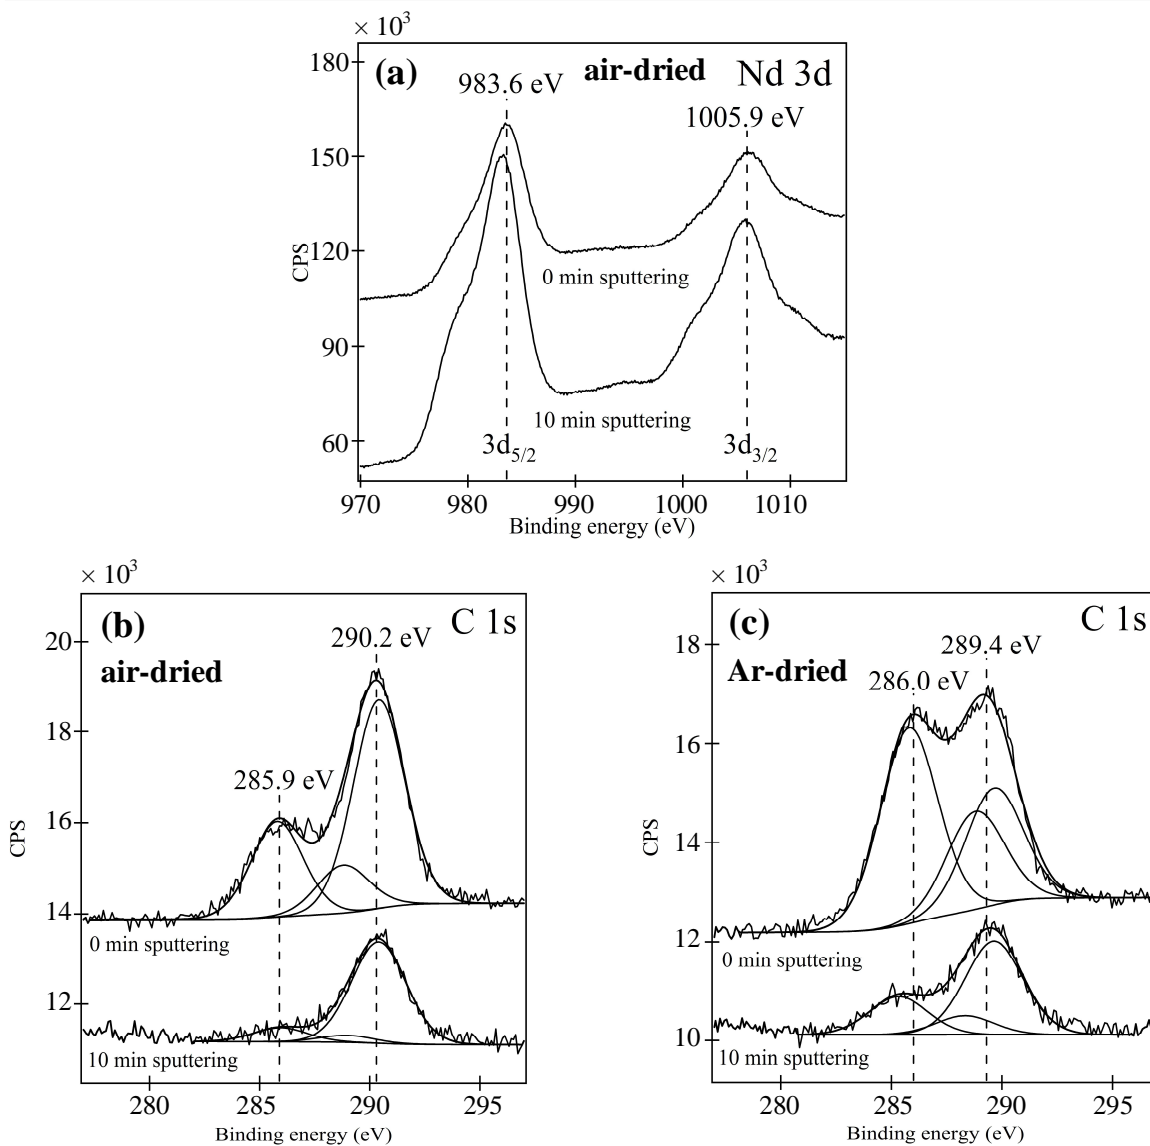 × 10³
(a) air-dried Nd 3d
983.6 eV
1005.9 eV
180
150
120
90
60
CPS
0 min sputtering
10 min sputtering
3d5/2
3d3/2
970 980 990 1000 1010
Binding energy (eV)
× 10³
(b) C 1s
air-dried
290.2 eV
285.9 eV
20
18
16
14
12
CPS
0 min sputtering
10 min sputtering
280 285 290 295
Binding energy (eV)
× 10³
(c) C 1s
Ar-dried
289.4 eV
286.0 eV
18
16
14
12
10
CPS
0 min sputtering
10 min sputtering
280 285 290 295
Binding energy (eV)